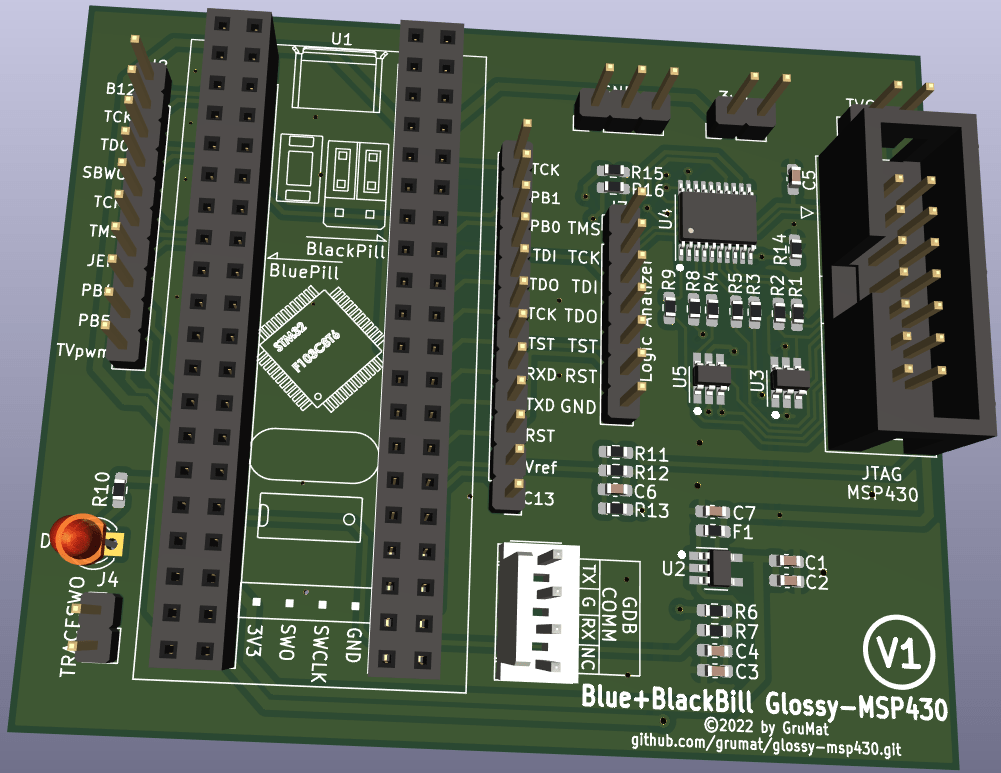 U1
B12
TCK
TDO
SBWO
TMS
PB5
TVpwm
BlackPill
BluePill
STM32
F103C8T6
R10
J4
TRACESWO
3V3
SWO
SWCLK
GND
TCK
PB1
PB0
TDI
TDO
TCK
TST
RXD
TXD
RST
Vref
C13
TMS
TCK
TDI
TDO
TST
RST
GND
Logic Analizer
R15
R16
U4
C5
R14
R9
R8
R4
R5
R3
R2
R1
U5
U3
JTAG
MSP430
R11
R12
C6
R13
C7
F1
U2
C1
C2
R6
R7
C4
C3
TX
G
RX
NC
GDB
COMM
V1
Blue+BlackBill Glossy-MSP430
©2022 by GruMat
github.com/grumat/glossy-msp430.git